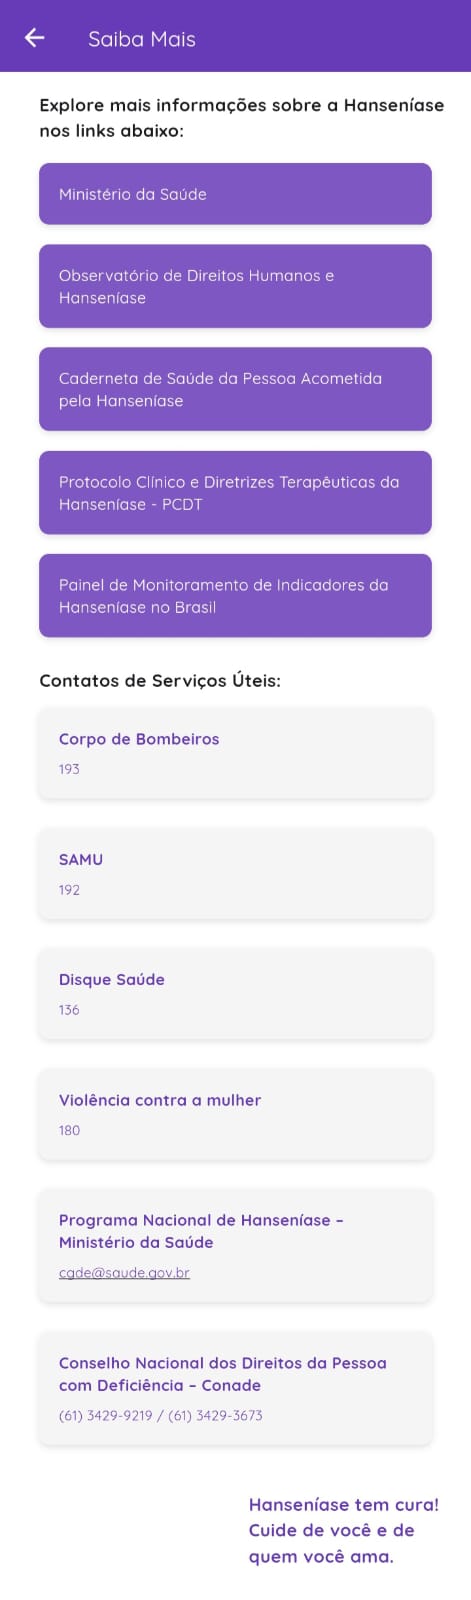 Saiba Mais
Explore mais informações sobre a Hanseníase
nos links abaixo:
Ministério da Saúde
Observatório de Direitos Humanos e
Hanseníase
Caderneta de Saúde da Pessoa Acometida
pela Hanseníase
Protocolo Clínico e Diretrizes Terapêuticas da
Hanseníase - PCDT
Painel de Monitoramento de Indicadores da
Hanseníase no Brasil
Contatos de Serviços Úteis:
Corpo de Bombeiros
193
SAMU
192
Disque Saúde
136
Violência contra a mulher
180
Programa Nacional de Hanseníase –
Ministério da Saúde
cgde@saude.gov.br
Conselho Nacional dos Direitos da Pessoa
com Deficiência – Conade
(61) 3429-9219 / (61) 3429-3673
Hanseníase tem cura!
Cuide de você e de
quem você ama.